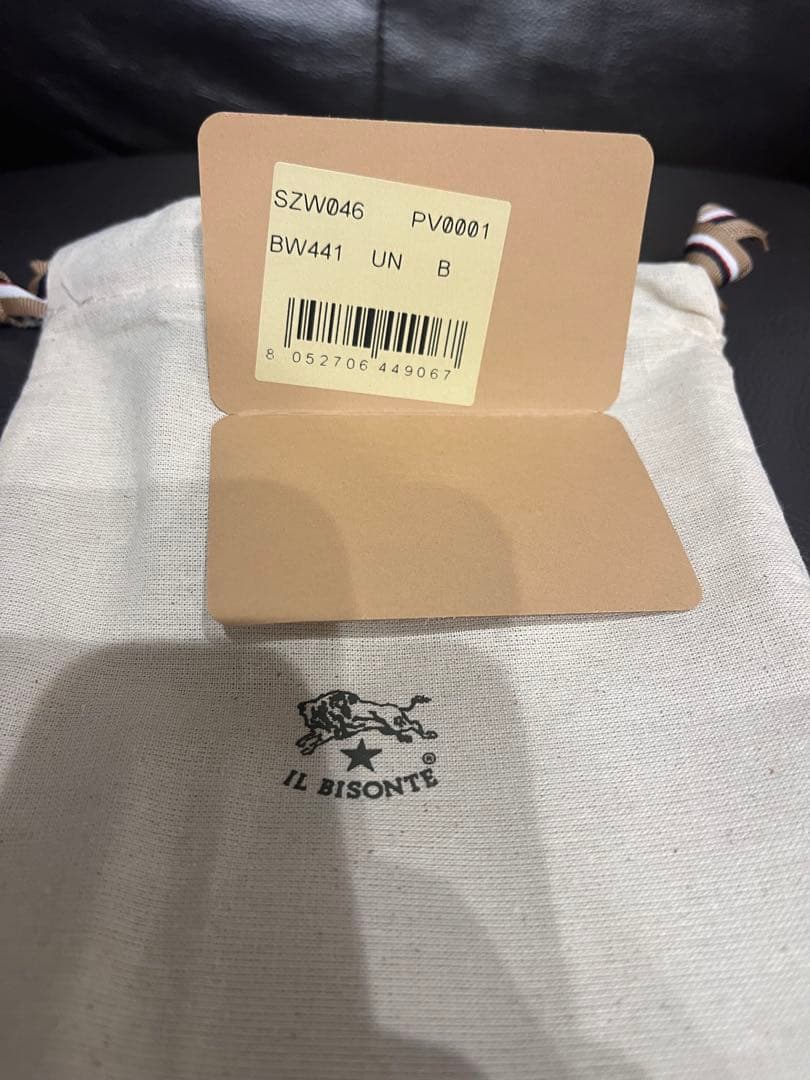 SZW046 PV0001
BW441 UN B
8 052706 449067
IL BISONTE®